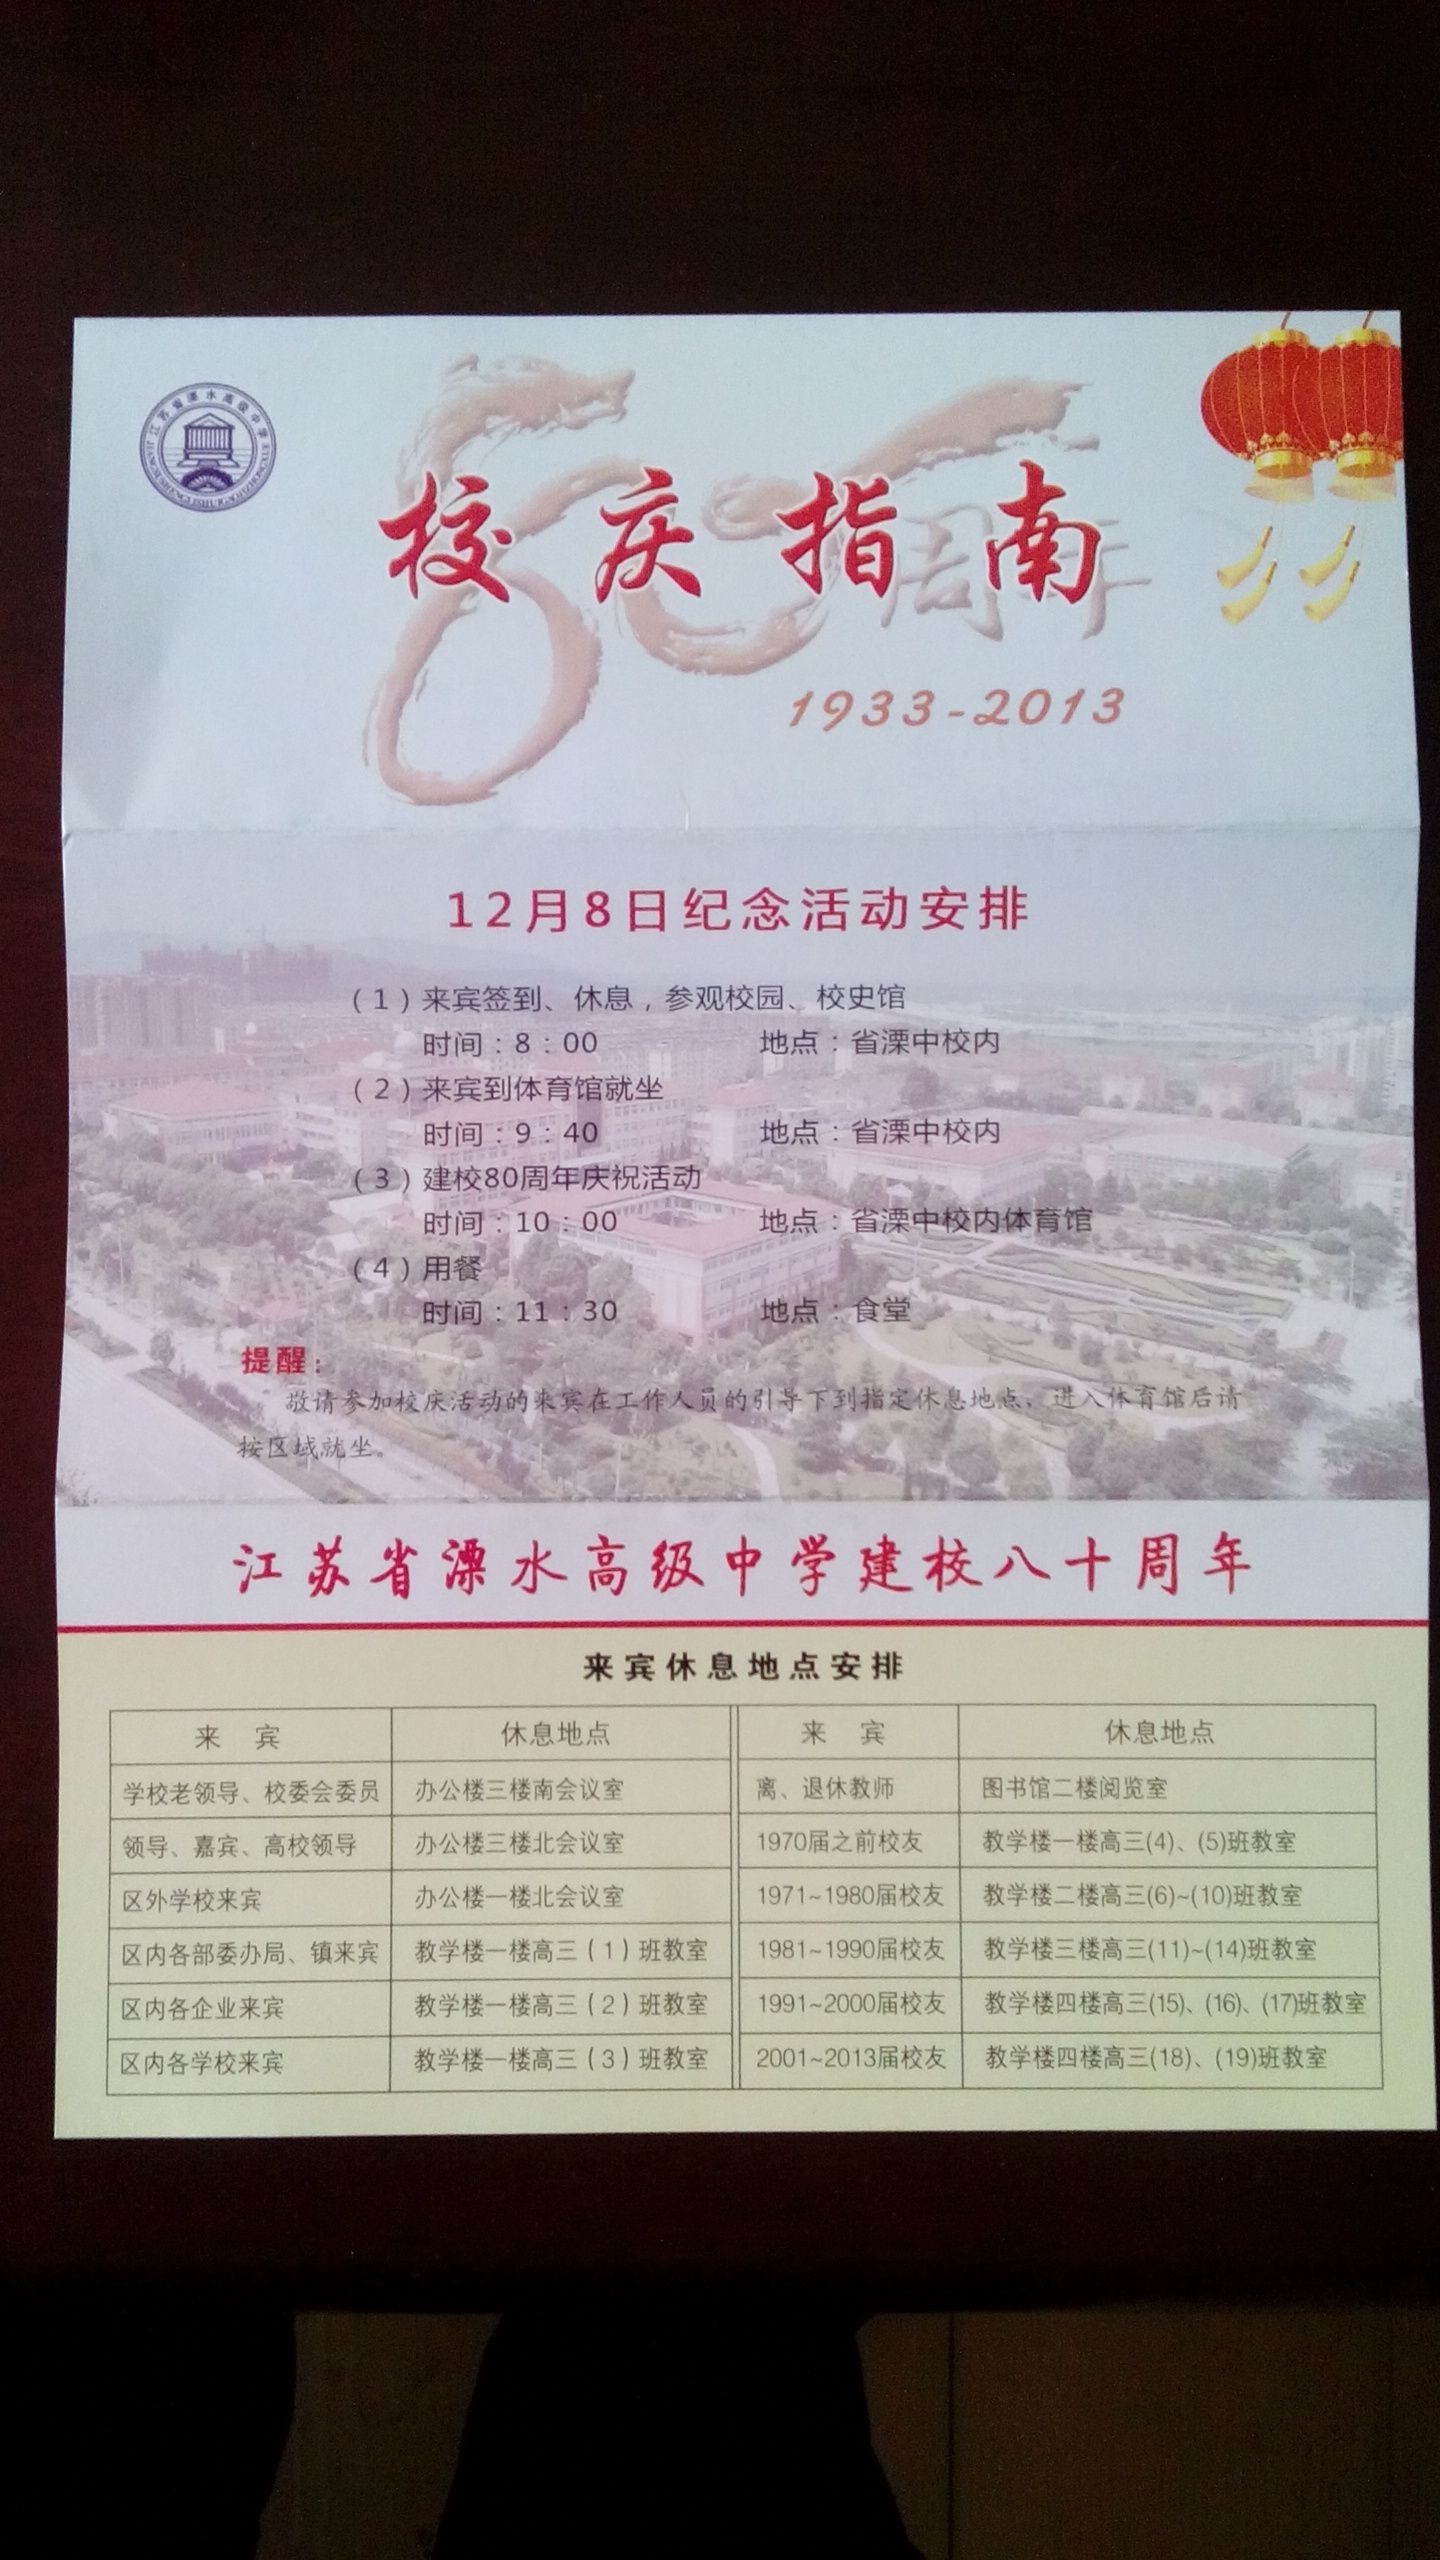 江苏省溧水高级中学
80周年
校庆指南
1933-2013
12月8日纪念活动安排
（1）来宾签到、休息，参观校园、校史馆
时间：8：00 地点：省溧中校内
（2）来宾到体育馆就坐
时间：9：40 地点：省溧中校内
（3）建校80周年庆祝活动
时间：10：00 地点：省溧中校内体育馆
（4）用餐
时间：11：30 地点：食堂
提醒：
敬请参加校庆活动的来宾在工作人员的引导下到指定休息地点，进入体育馆后请
按区域就坐。
江苏省溧水高级中学建校八十周年
来宾休息地点安排
来 宾 休息地点 来 宾 休息地点
学校老领导、校委会委员 办公楼三楼南会议室 离、退休教师 图书馆二楼阅览室
领导、嘉宾、高校领导 办公楼三楼北会议室 1970届之前校友 教学楼一楼高三(4)、(5)班教室
区外学校来宾 办公楼一楼北会议室 1971~1980届校友 教学楼二楼高三(6)~(10)班教室
区内各部委办局、镇来宾 教学楼一楼高三（1）班教室 1981~1990届校友 教学楼三楼高三(11)~(14)班教室
区内各企业来宾 教学楼一楼高三（2）班教室 1991~2000届校友 教学楼四楼高三(15)、(16)、(17)班教室
区内各学校来宾 教学楼一楼高三（3）班教室 2001~2013届校友 教学楼四楼高三(18)、(19)班教室